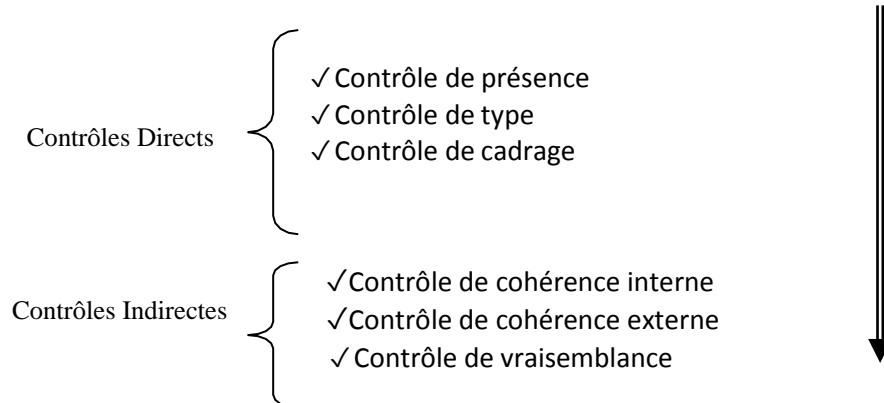 ✓ Contrôle de présence
✓ Contrôle de type
Contrôles Directs
✓ Contrôle de cadrage
✓ Contrôle de cohérence interne
Contrôles Indirectes
✓ Contrôle de cohérence externe
✓ Contrôle de vraisemblance